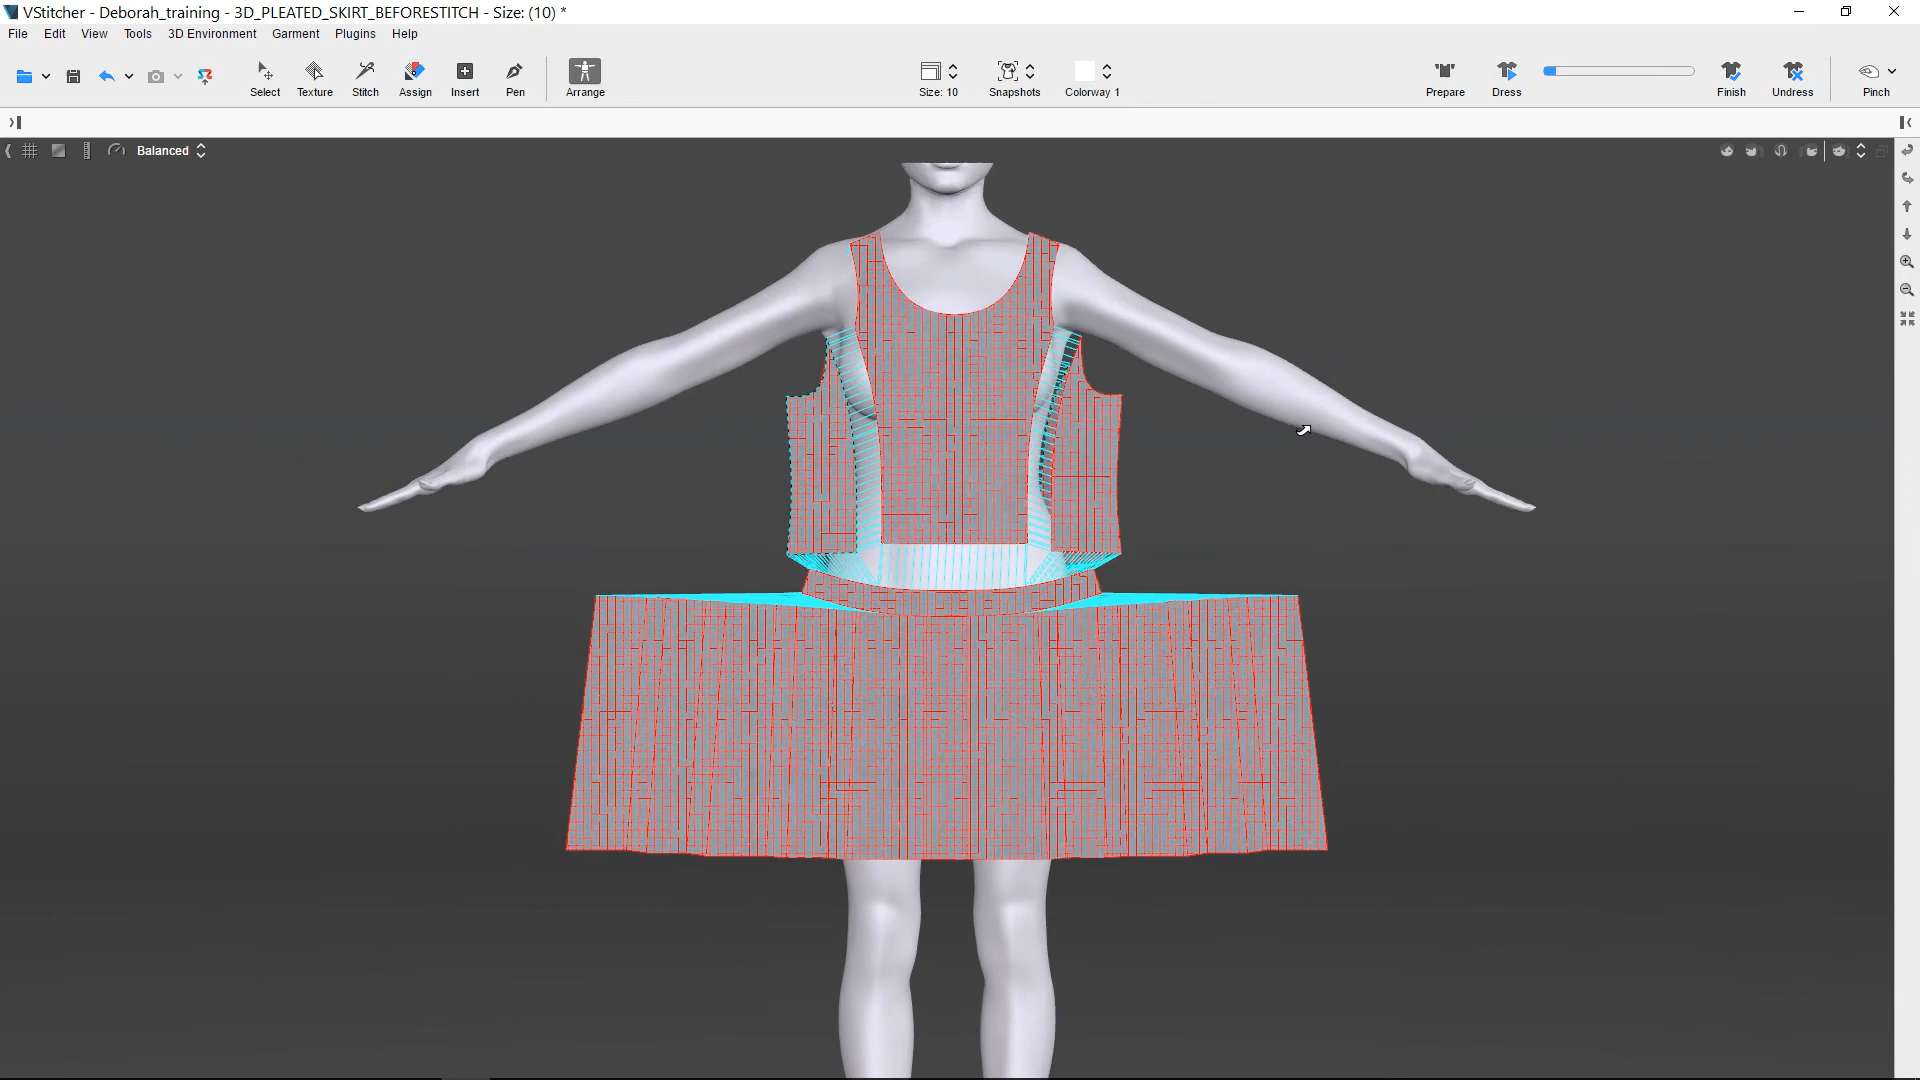 VStitcher - Deborah_training - 3D_PLEATED_SKIRT_BEFORESTITCH - Size: (10) *
File Edit View Tools 3D Environment Garment Plugins Help
Select Texture Stitch Assign Insert Pen Arrange Size: 10 Snapshots Colorway 1 Prepare Dress Finish Undress Pinch
Balanced